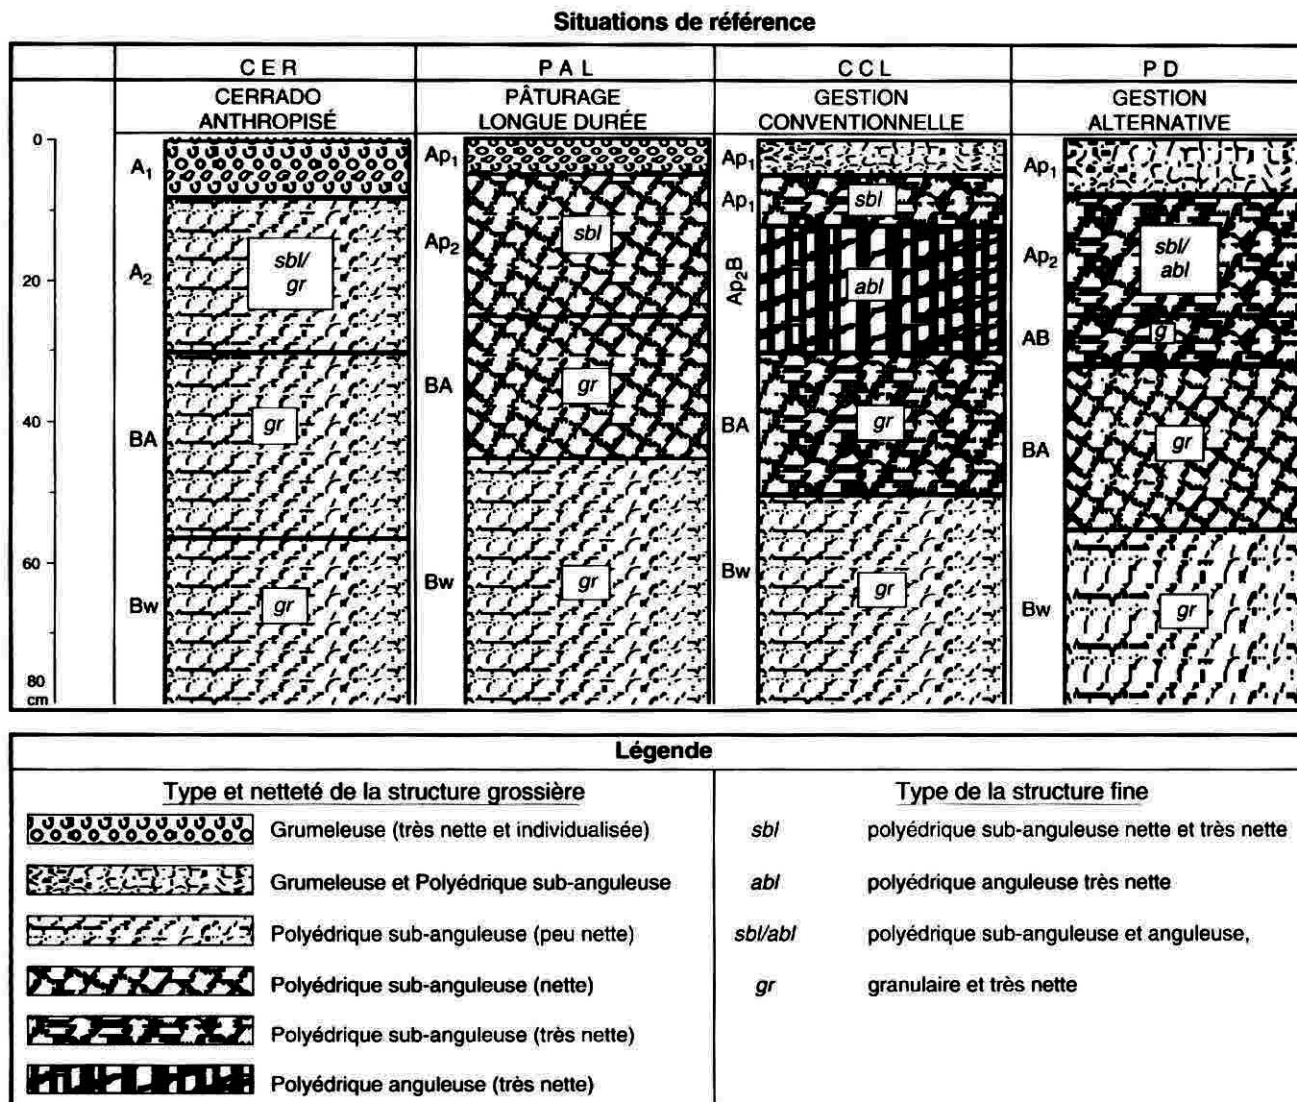 Situations de référence
CER PAL CCL PD
CERRADO PÂTURAGE GESTION GESTION
ANTHROPISÉ LONGUE DURÉE CONVENTIONNELLE ALTERNATIVE
0
A1 Ap1 Ap1 Ap1
Ap1 sbl
sbl/ gr
A2
Ap2 sbl
Ap2B abl
Ap2 sbl/ abl
20
AB g
BA gr BA gr BA gr BA gr
40
60
Bw gr Bw gr Bw gr Bw gr
80
cm
Légende
Type et netteté de la structure grossière
Grumeleuse (très nette et individualisée)
Grumeleuse et Polyédrique sub-anguleuse
Polyédrique sub-anguleuse (peu nette)
Polyédrique sub-anguleuse (nette)
Polyédrique sub-anguleuse (très nette)
Polyédrique anguleuse (très nette)
Type de la structure fine
sbl polyédrique sub-anguleuse nette et très nette
abl polyédrique anguleuse très nette
sbl/abl polyédrique sub-anguleuse et anguleuse,
gr granulaire et très nette